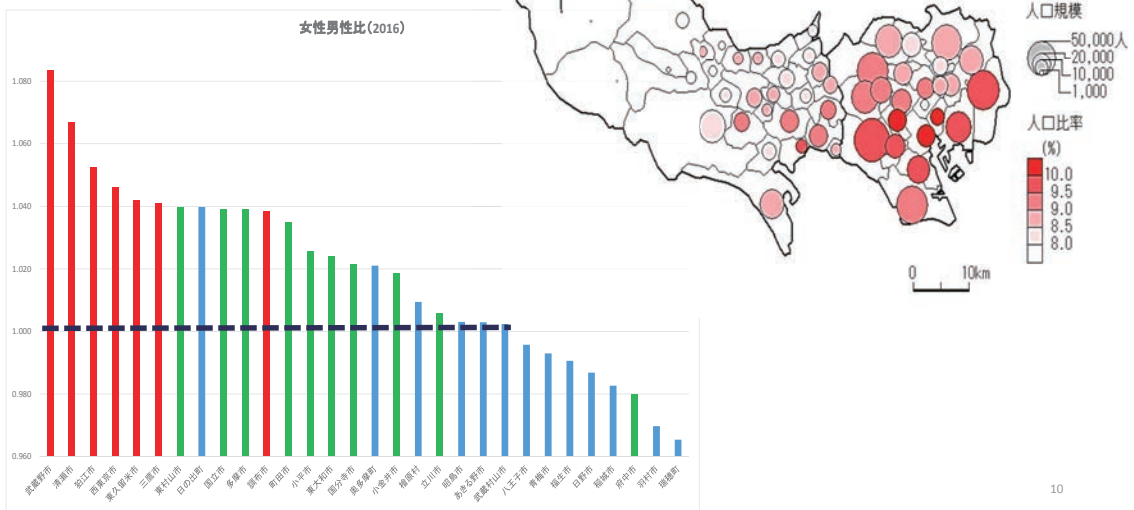 女性男性比(2016)
1.080
1.060
1.040
1.020
1.000
0.980
0.960
武蔵野市
清瀬市
狛江市
西東京市
東久留米市
三鷹市
東村山市
日の出町
国立市
多摩市
調布市
町田市
小平市
東大和市
国分寺市
奥多摩町
小金井市
檜原村
立川市
昭島市
あきる野市
武蔵村山市
八王子市
青梅市
福生市
日野市
稲城市
府中市
羽村市
瑞穂町
人口規模
50,000人
20,000
10,000
1,000
人口比率
(%)
10.0
9.5
9.0
8.5
8.0
0 10km
10